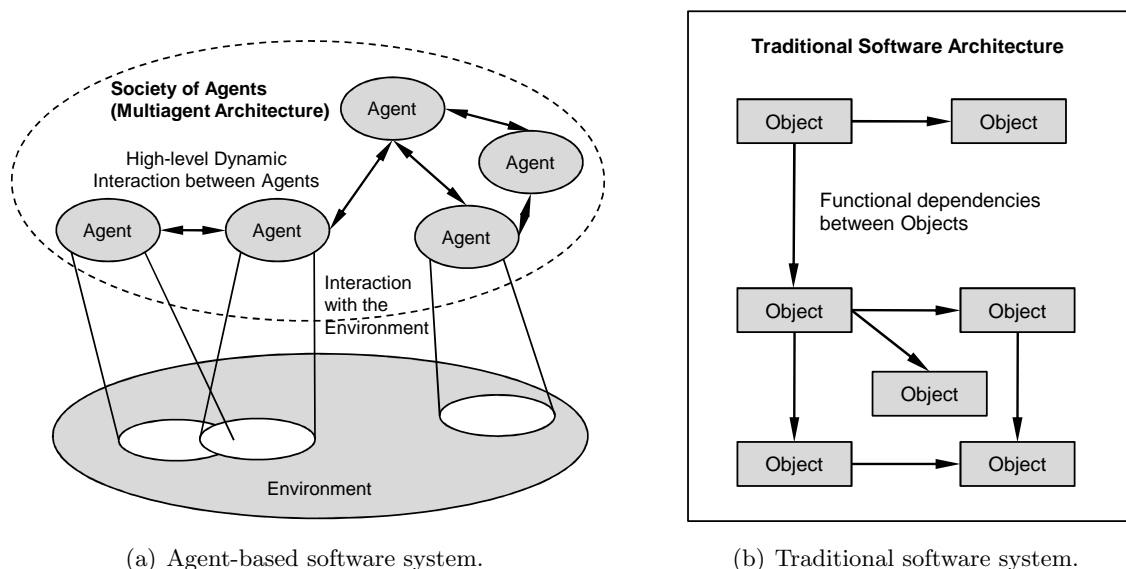 Society of Agents
(Multiagent Architecture)
Agent
Agent
High-level Dynamic
Interaction between Agents
Agent
Agent
Agent
Interaction
with the
Environment
Environment
(a) Agent-based software system.
Traditional Software Architecture
Object
Object
Functional dependencies
between Objects
Object
Object
Object
Object
Object
(b) Traditional software system.